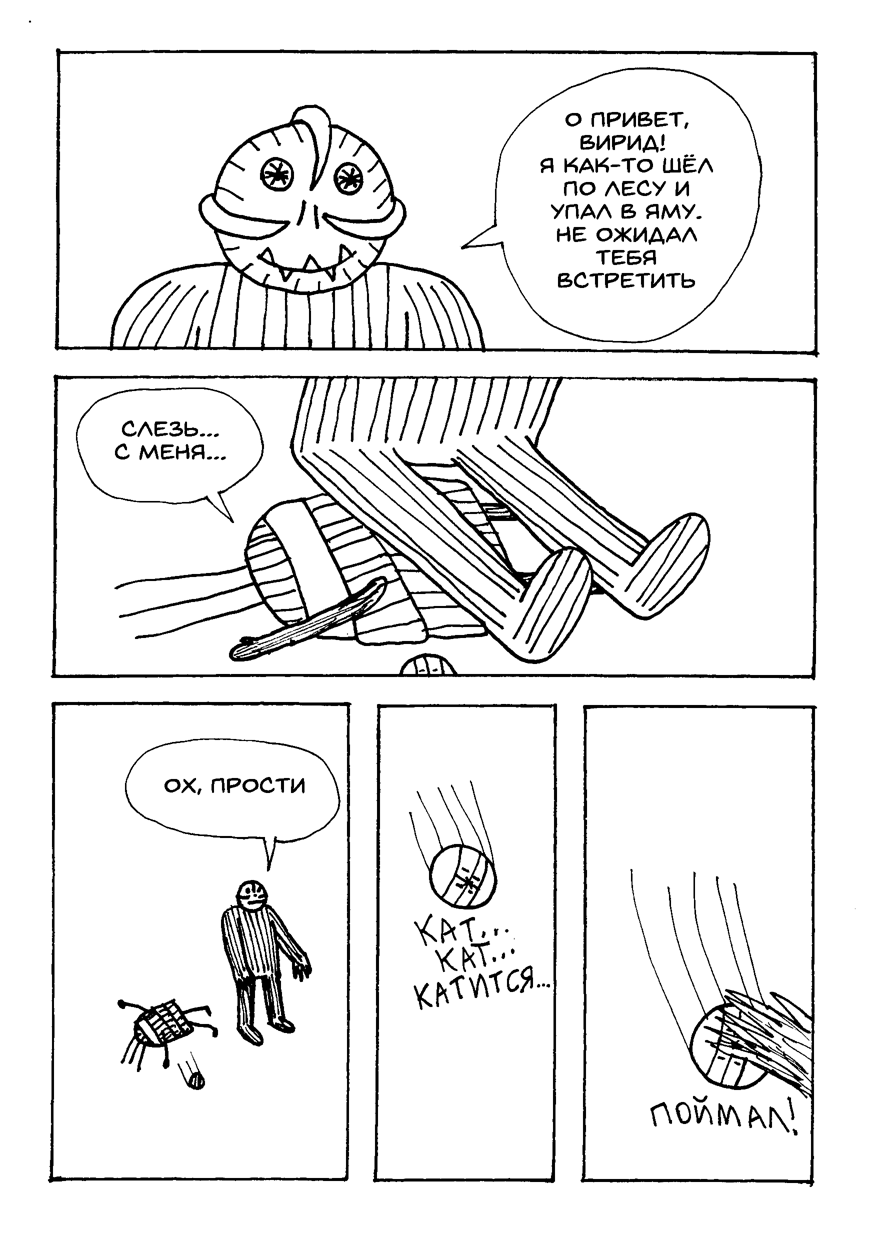 О ПРИВЕТ,
ВИРИД!
Я КАК-ТО ШЁЛ
ПО ЛЕСУ И
УПАЛ В ЯМУ.
НЕ ОЖИДАЛ
ТЕБЯ
ВСТРЕТИТЬ
СЛЕЗЬ...
С МЕНЯ...
ОХ, ПРОСТИ
КАТ...
КАТ...
КАТИТСЯ...
ПОЙМАЛ!